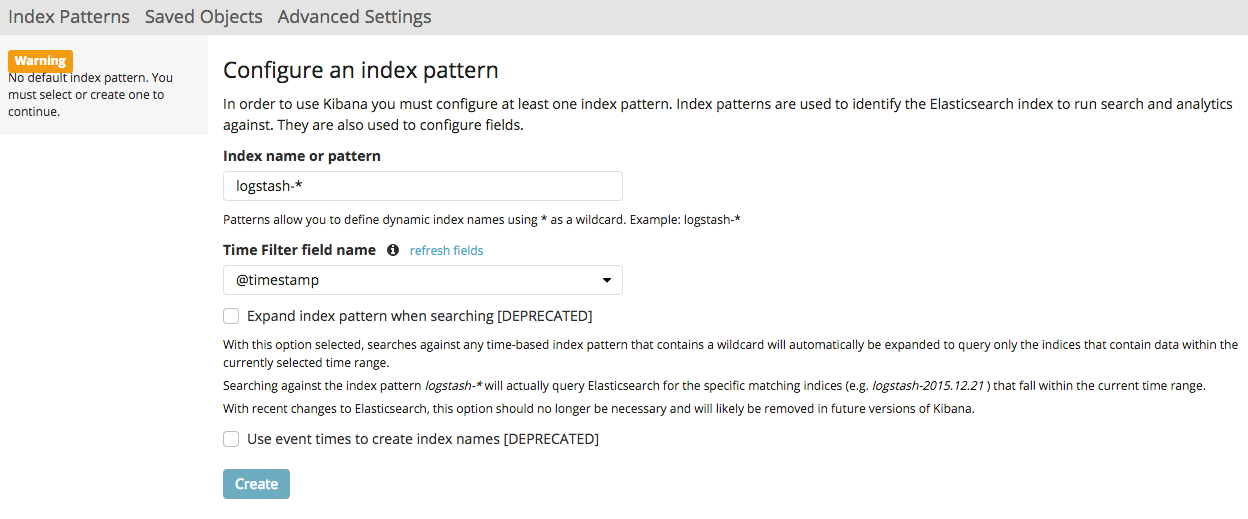 Index Patterns Saved Objects Advanced Settings
Warning
No default index pattern. You
must select or create one to
continue.
Configure an index pattern
In order to use Kibana you must configure at least one index pattern. Index patterns are used to identify the Elasticsearch index to run search and analytics
against. They are also used to configure fields.
Index name or pattern
logstash-*
Patterns allow you to define dynamic index names using * as a wildcard. Example: logstash-*
Time Filter field name refresh fields
@timestamp
Expand index pattern when searching [DEPRECATED]
With this option selected, searches against any time-based index pattern that contains a wildcard will automatically be expanded to query only the indices that contain data within the
currently selected time range.
Searching against the index pattern logstash-* will actually query Elasticsearch for the specific matching indices (e.g. logstash-2015.12.21 ) that fall within the current time range.
With recent changes to Elasticsearch, this option should no longer be necessary and will likely be removed in future versions of Kibana.
Use event times to create index names [DEPRECATED]
Create